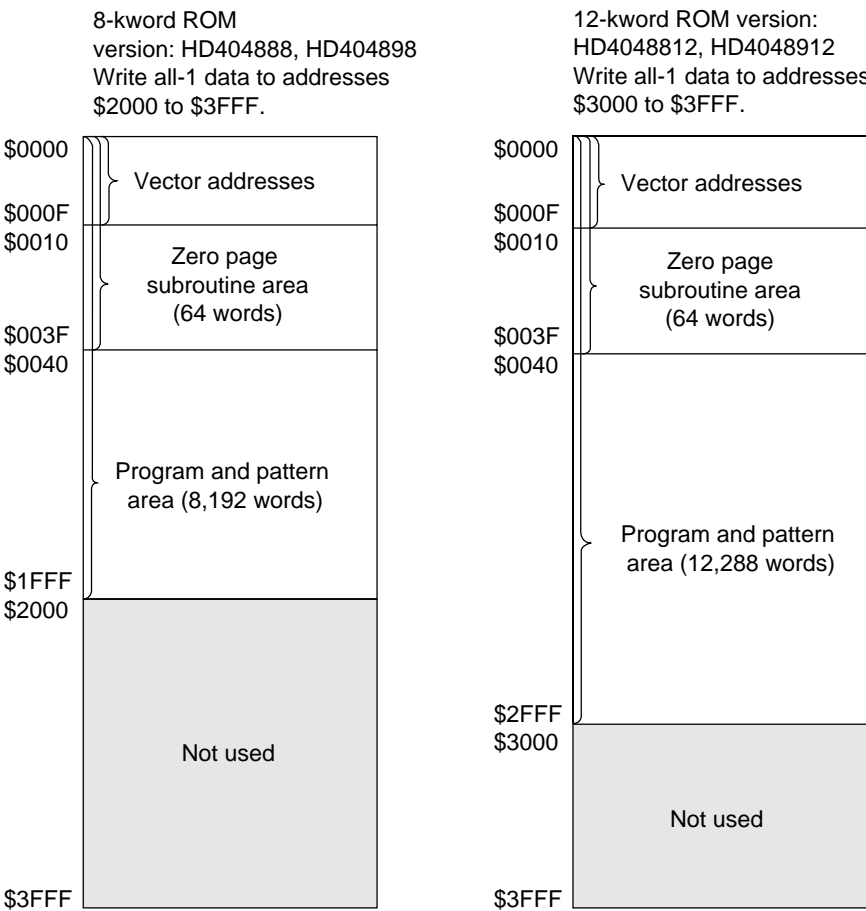 8-kword ROM
version: HD404888, HD404898
Write all-1 data to addresses
$2000 to $3FFF.
$0000
Vector addresses
$000F
$0010
Zero page
subroutine area
(64 words)
$003F
$0040
Program and pattern
area (8,192 words)
$1FFF
$2000
Not used
$3FFF
12-kword ROM version:
HD4048812, HD4048912
Write all-1 data to addresses
$3000 to $3FFF.
$0000
Vector addresses
$000F
$0010
Zero page
subroutine area
(64 words)
$003F
$0040
Program and pattern
area (12,288 words)
$2FFF
$3000
Not used
$3FFF